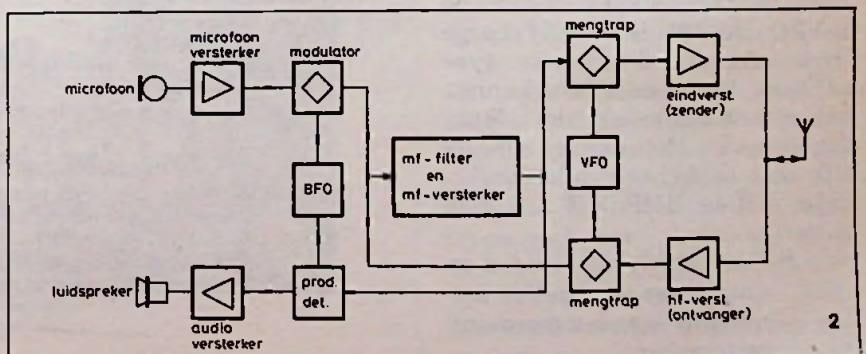 microfoon
versterker
modulator
mengtrap
microfoon
eindverst.
(zender)
BFO
mf-filter
en
mf-versterker
VFO
luidspreker
prod.
det.
audio
versterker
mengtrap
hf-verst.
(ontvanger)
2